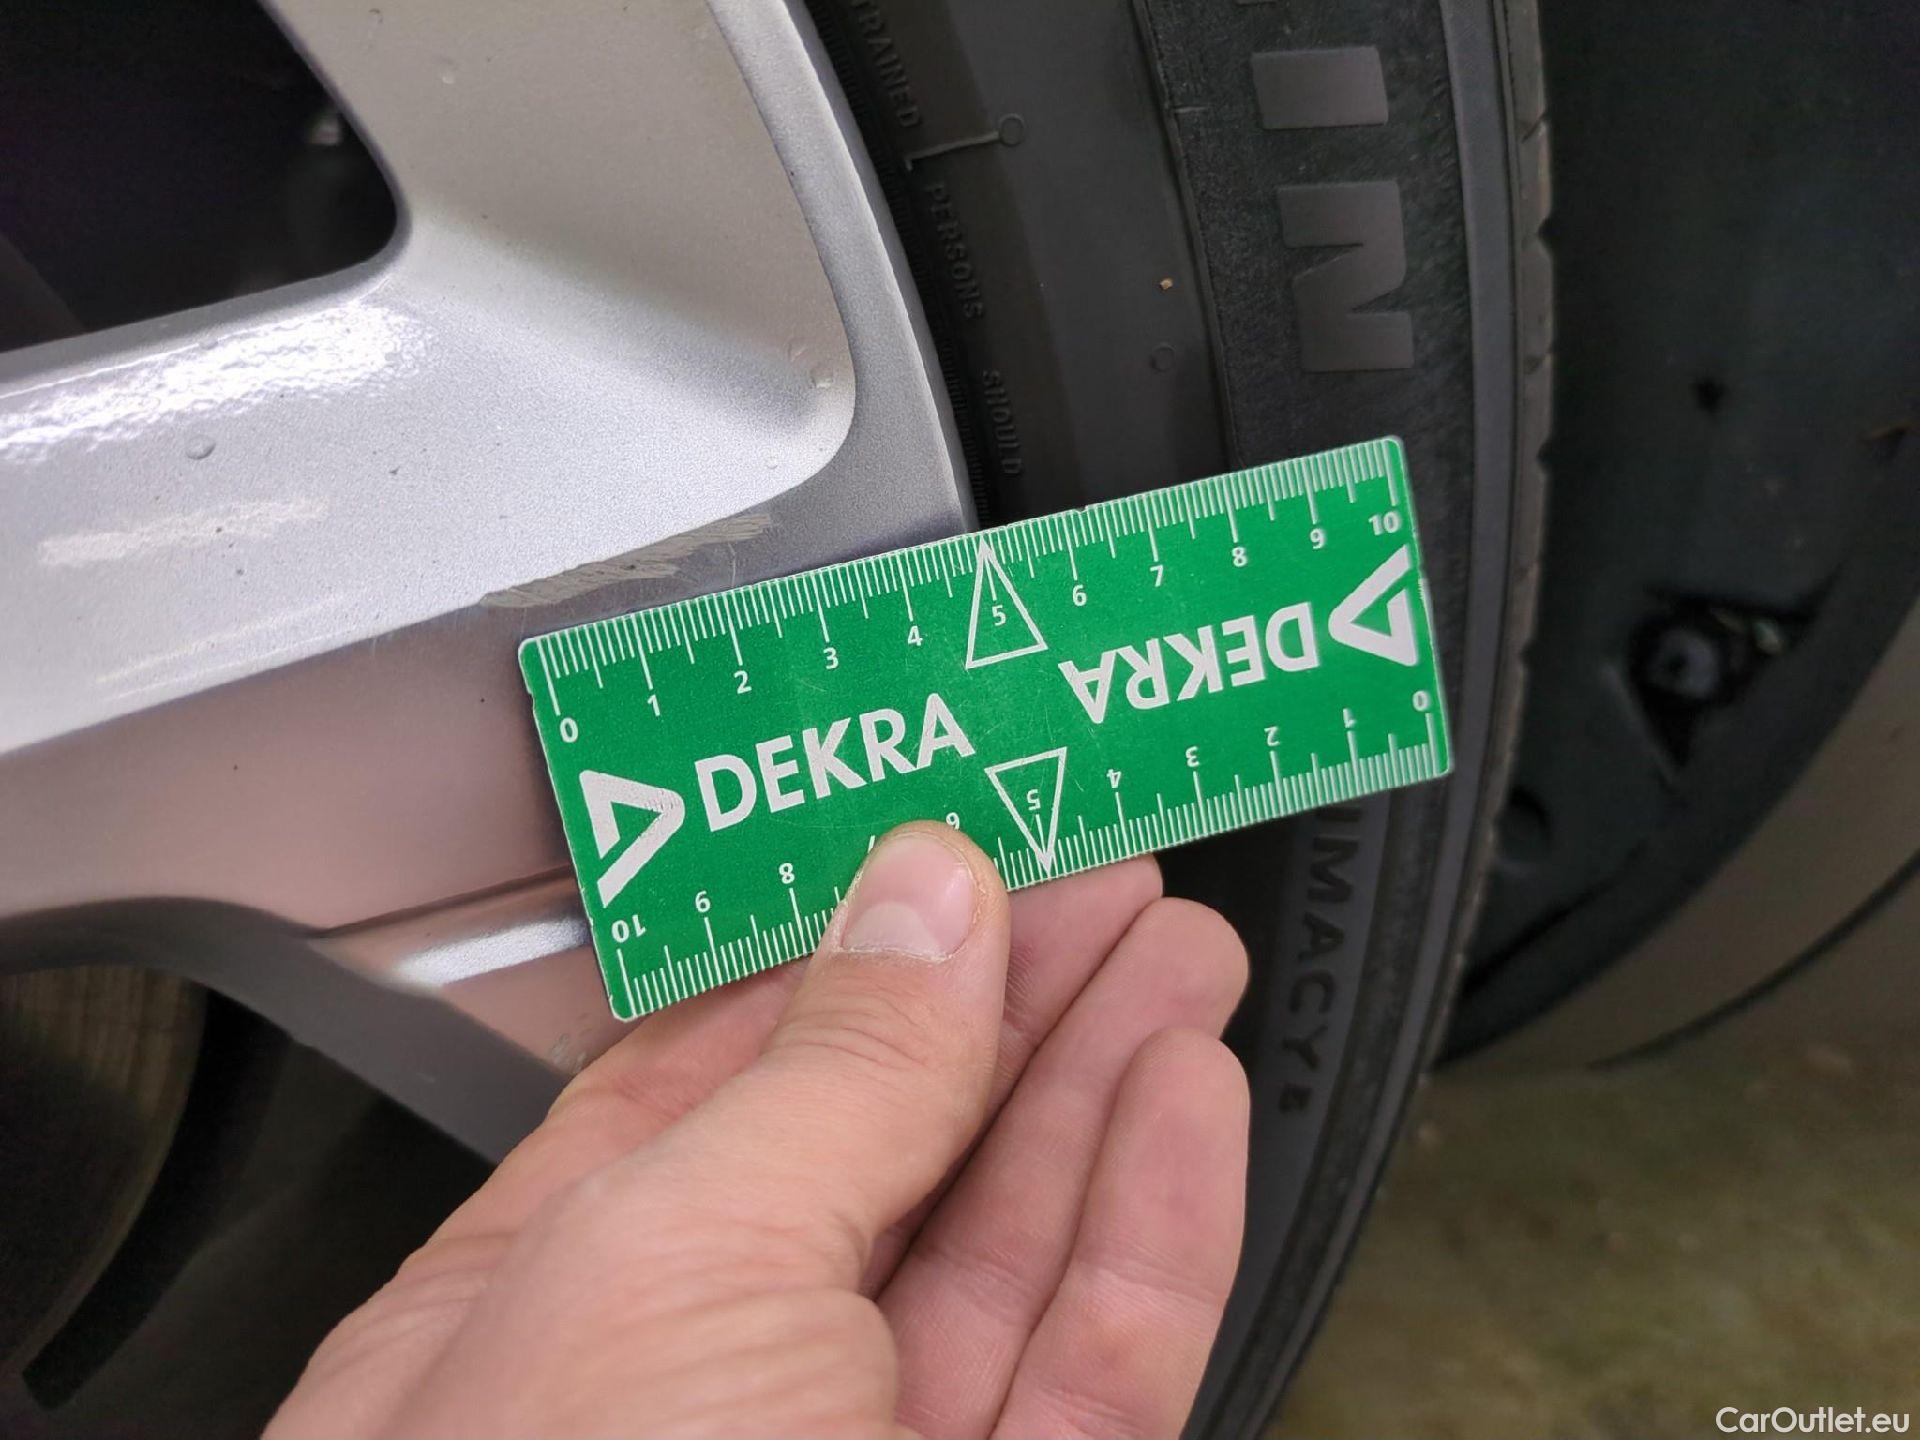 TRAINED
PERSONS
SHOULD
IN
0 1 2 3 4 5 6 7 8 9 10
DEKRA
DEKRA
10 9 8 6 5 4 3 2 1 0
IMACY
CarOutlet.eu